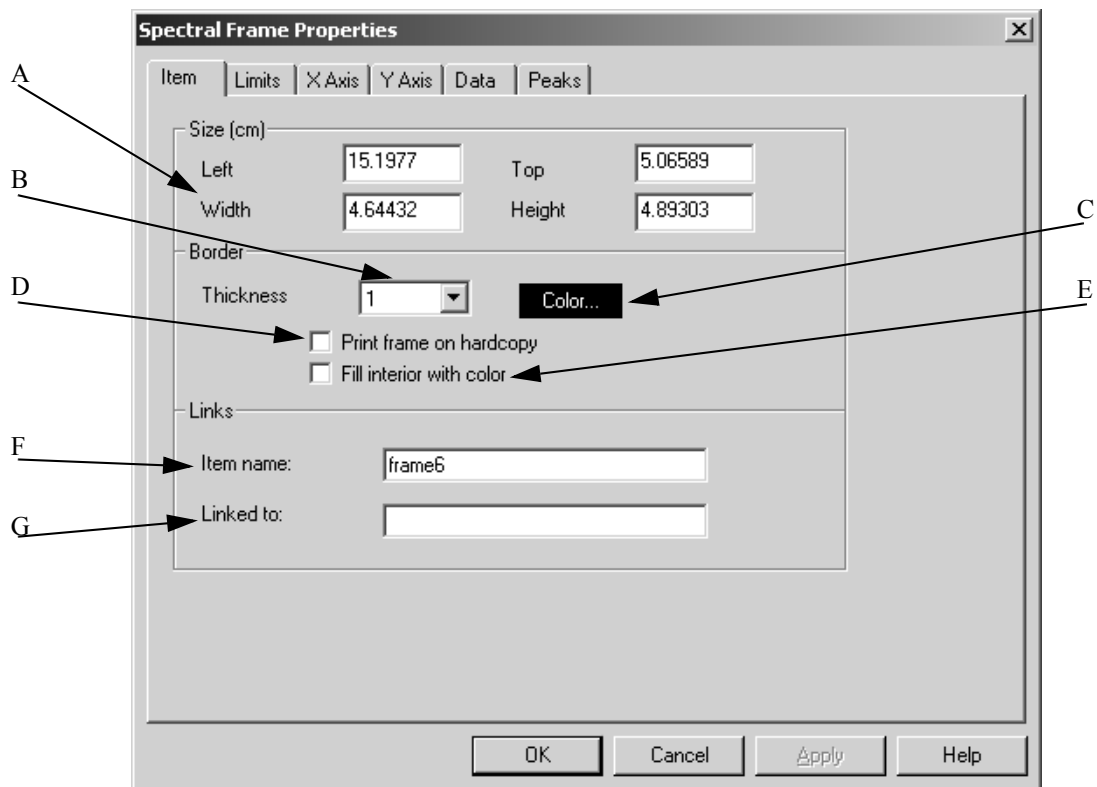 Spectral Frame Properties
Item Limits X Axis Y Axis Data Peaks
A
Size (cm)
Left 15.1977 Top 5.06589
B
Width 4.64432 Height 4.89303
C
Border
D
Thickness 1 Color...
E
Print frame on hardcopy
Fill interior with color
Links
F
Item name: frame6
G
Linked to:
OK Cancel Apply Help